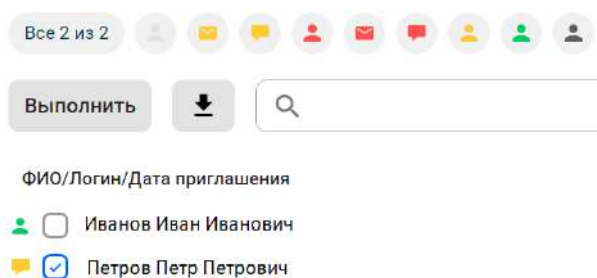 Все 2 из 2
Выполнить
ФИО/Логин/Дата приглашения
Иванов Иван Иванович
Петров Петр Петрович